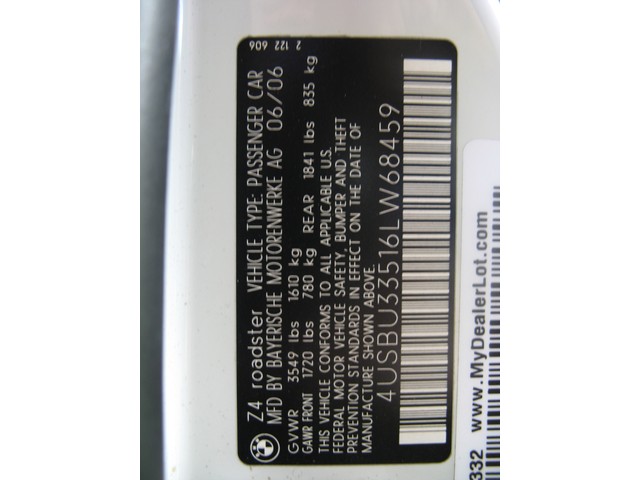 Z4 roadster VEHICLE TYPE: PASSENGER CAR
MFD BY BAYERISCHE MOTORENWERKE AG 06/06
GVWR 3549 lbs 1610 kg
GAWR FRONT 1720 lbs 780 kg REAR 1841 lbs 835 kg
THIS VEHICLE CONFORMS TO ALL APPLICABLE U.S.
FEDERAL MOTOR VEHICLE SAFETY, BUMPER AND THEFT
PREVENTION STANDARDS IN EFFECT ON THE DATE OF
MANUFACTURE SHOWN ABOVE.
4USBU33516LW68459
2 122 606
332 www.MyDealerLot.com